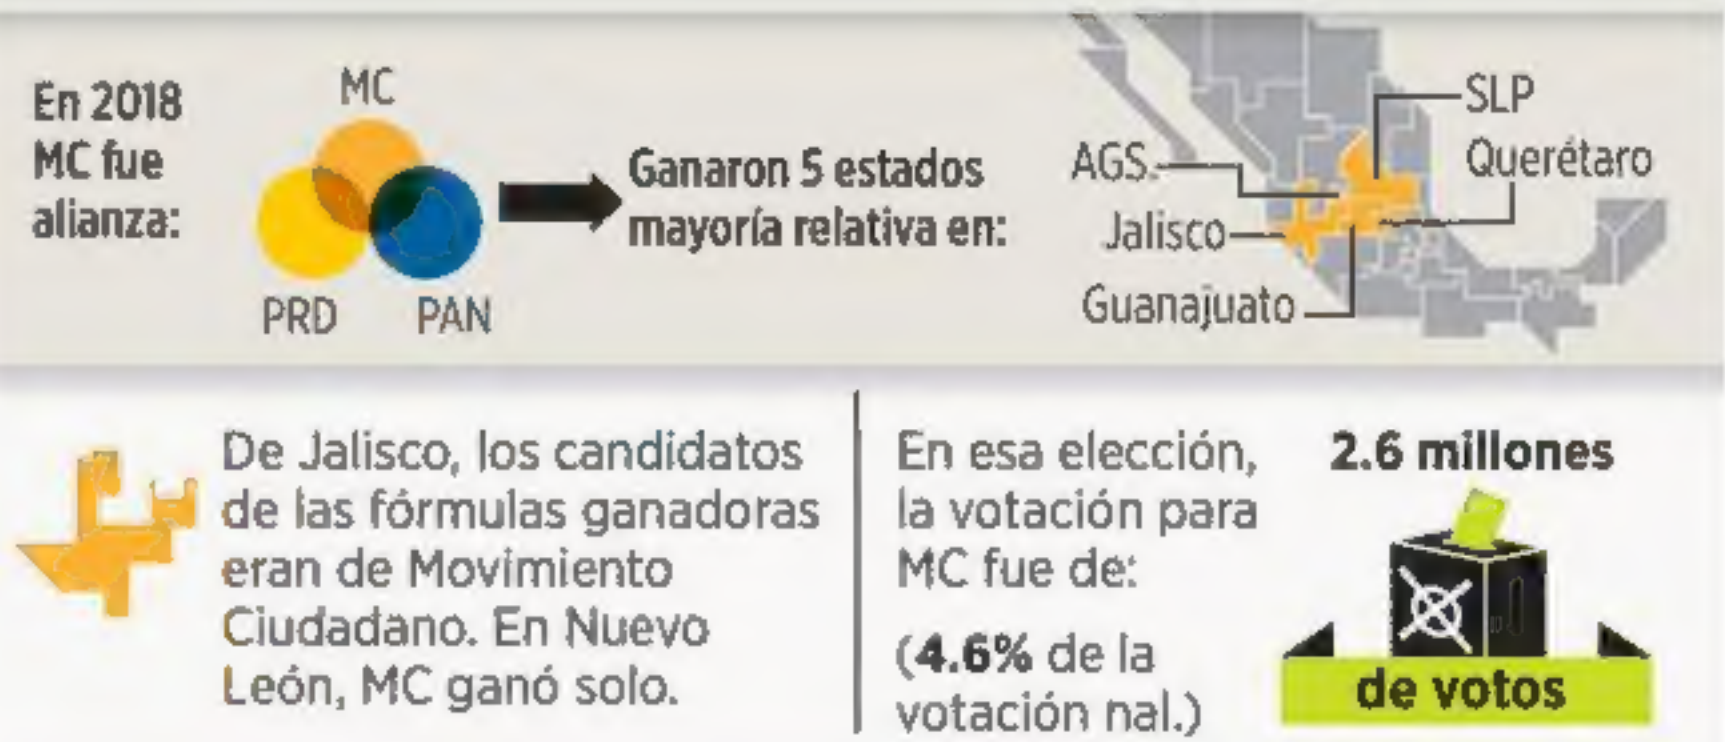 En 2018
MC fue
alianza:
MC
PRD
PAN
Ganaron 5 estados
mayoría relativa en:
SLP
AGS.
Querétaro
Jalisco
Guanajuato
De Jalisco, los candidatos
de las fórmulas ganadoras
eran de Movimiento
Ciudadano. En Nuevo
León, MC ganó solo.
En esa elección,
la votación para
MC fue de:
(4.6% de la
votación nal.)
2.6 millones
de votos